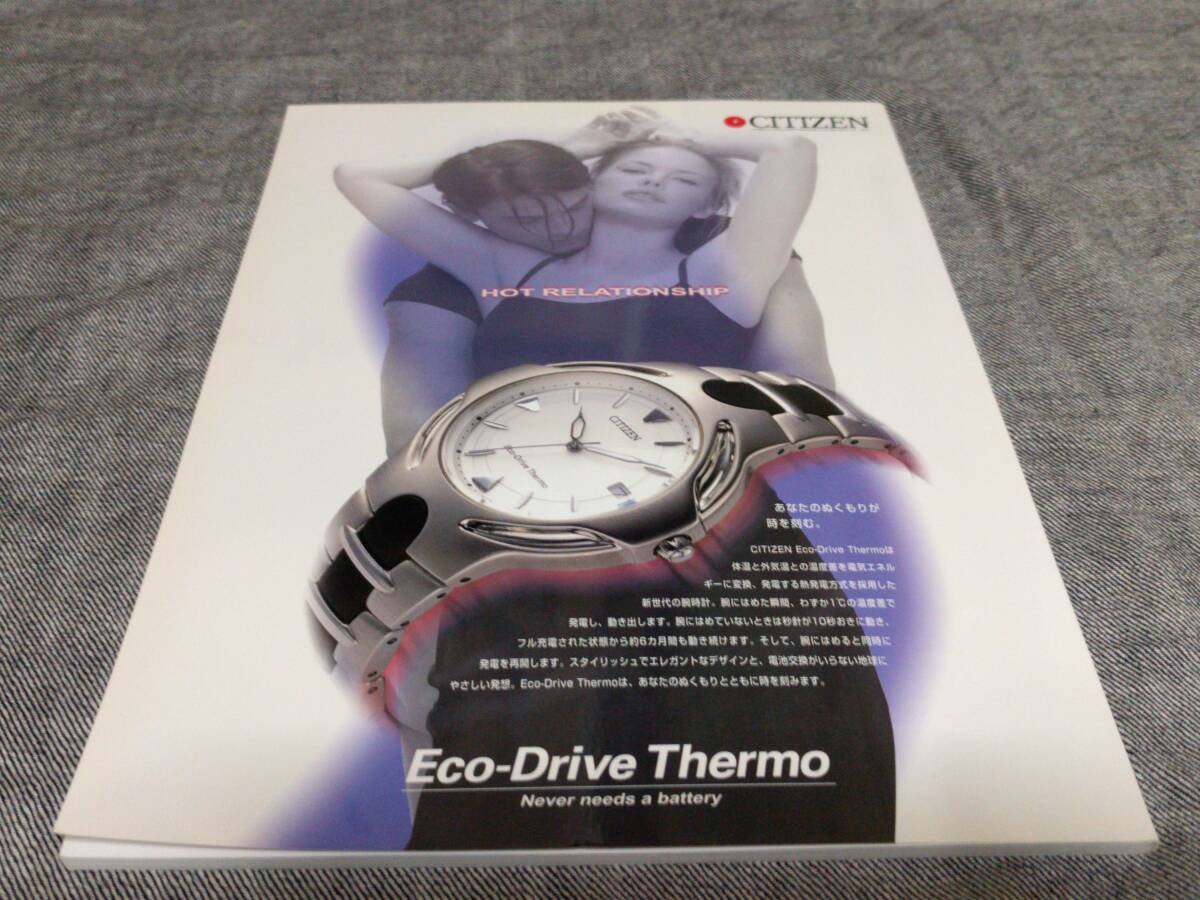 CITIZEN
HOT RELATIONSHIP
CITIZEN
Eco-Drive Thermo
あなたのぬくもりが
時を刻む。
CITIZEN Eco-Drive Thermoは
体温と外気温との温度差を電気エネル
ギーに変換、発電する熱発電方式を採用した
新世代の腕時計。腕にはめた瞬間、わずか1℃の温度差で
発電し、動き出します。腕にはめていないときは秒針が10秒おきに動き、
フル充電された状態から約6カ月間も動き続けます。そして、腕にはめると同時に
発電を再開します。スタイリッシュでエレガントなデザインと、電池交換がいらない地球に
やさしい発想。Eco-Drive Thermoは、あなたのぬくもりとともに時を刻みます。
Eco-Drive Thermo
Never needs a battery